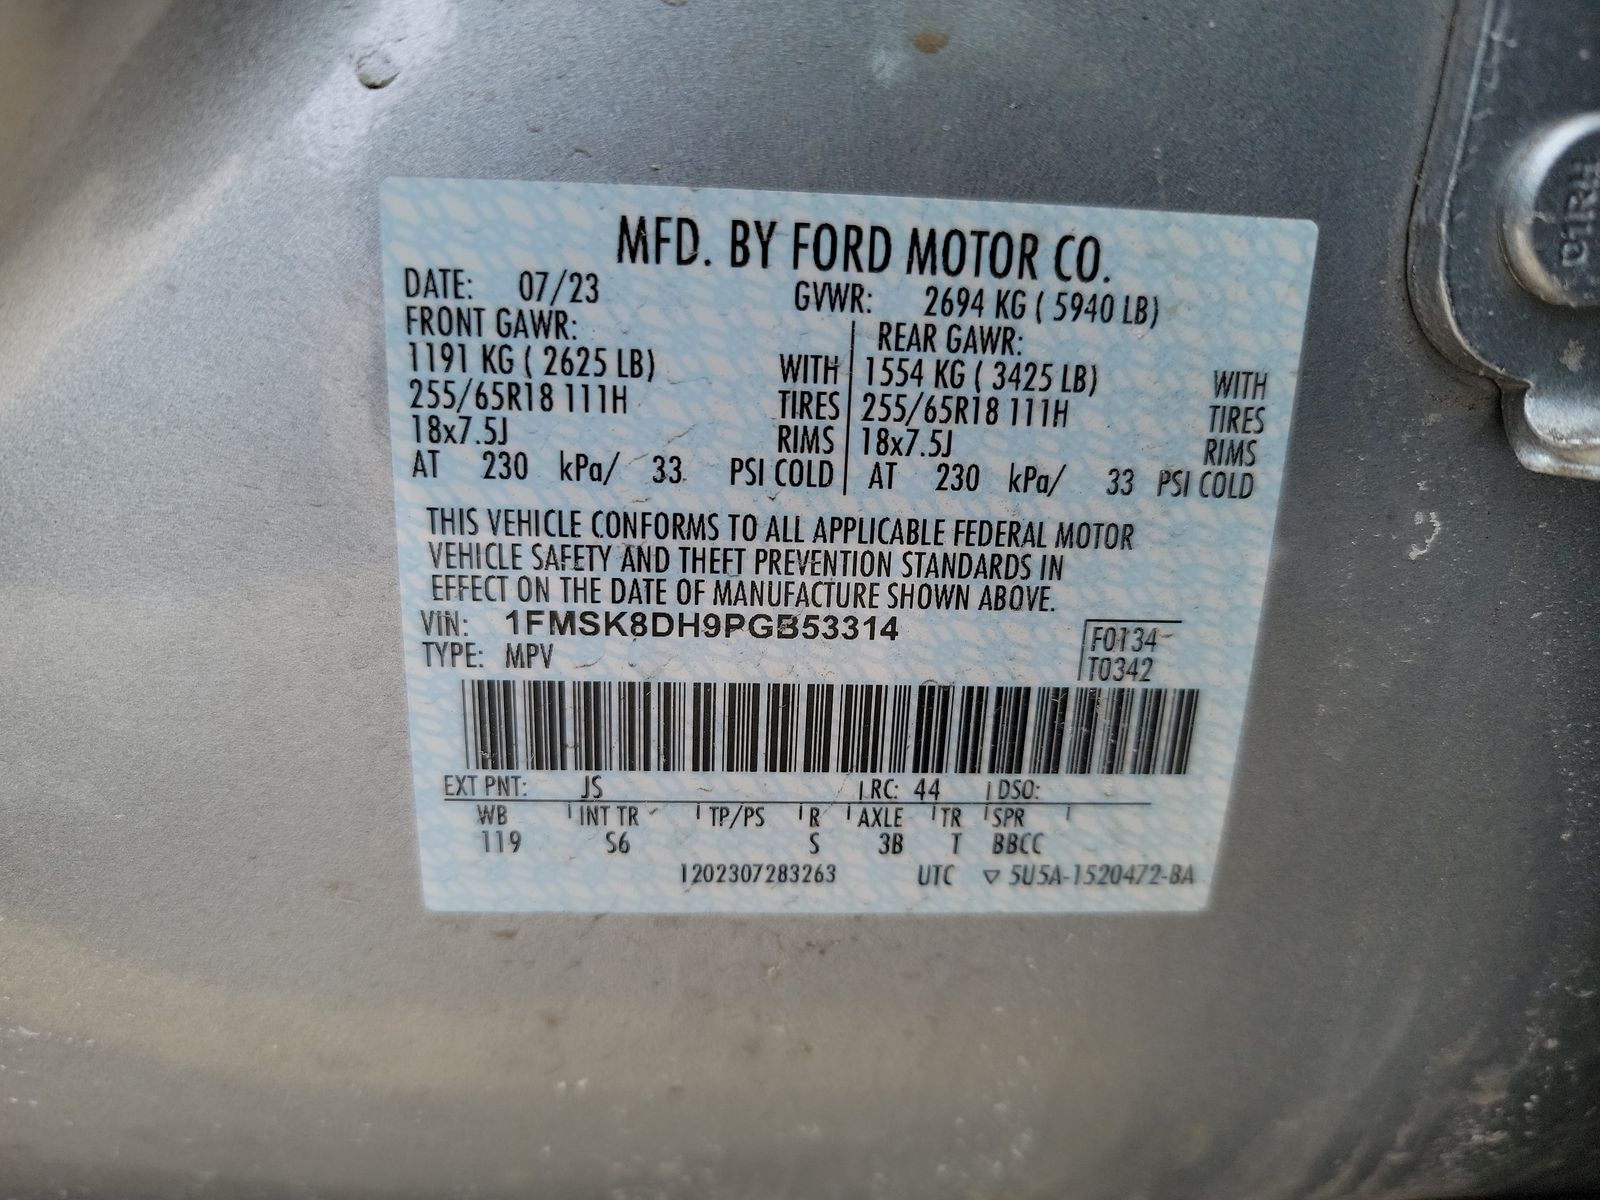 MFD. BY FORD MOTOR CO.
DATE: 07/23 GVWR: 2694 KG ( 5940 LB)
FRONT GAWR: REAR GAWR:
1191 KG ( 2625 LB) WITH 1554 KG ( 3425 LB) WITH
255/65R18 111H TIRES 255/65R18 111H TIRES
18x7.5J RIMS 18x7.5J RIMS
AT 230 kPa/ 33 PSI COLD AT 230 kPa/ 33 PSI COLD
THIS VEHICLE CONFORMS TO ALL APPLICABLE FEDERAL MOTOR
VEHICLE SAFETY AND THEFT PREVENTION STANDARDS IN
EFFECT ON THE DATE OF MANUFACTURE SHOWN ABOVE.
VIN: 1FMSK8DH9PGB53314
F0134
TYPE: MPV
T0342
EXT PNT: JS RC: 44 DSO:
WB INT TR TP/PS R AXLE TR SPR
119 S6 S 3B T BBCC
1202307283263 UTC ▽ 5U5A-1520472-BA